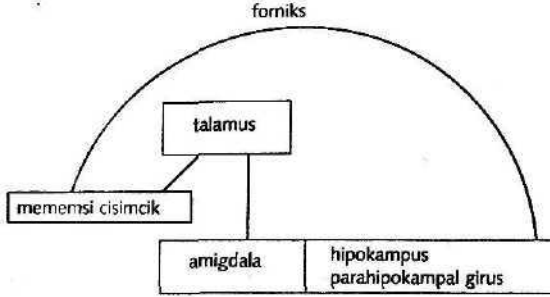 forniks
talamus
mememsi cisimcik
amigdala
hipokampus
parahipokampal girus